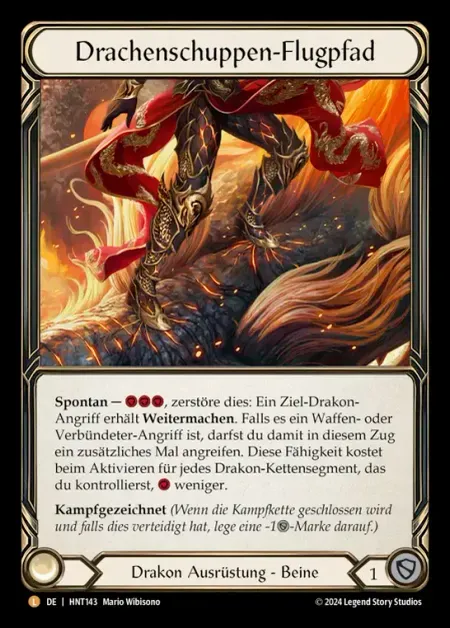 Drachenschuppen-Flugpfad
Spontan — , zerstöre dies: Ein Ziel-Drakon-
Angriff erhält Weitermachen. Falls es ein Waffen- oder
Verbündeter-Angriff ist, darfst du damit in diesem Zug
ein zusätzliches Mal angreifen. Diese Fähigkeit kostet
beim Aktivieren für jedes Drakon-Kettensegment, das
du kontrollierst, weniger.
Kampfgezeichnet (Wenn die Kampfkette geschlossen wird
und falls dies verteidigt hat, lege eine -1 -Marke darauf.)
Drakon Ausrüstung - Beine
1
L DE | HNT143 Mario Wibisono
© 2024 Legend Story Studios